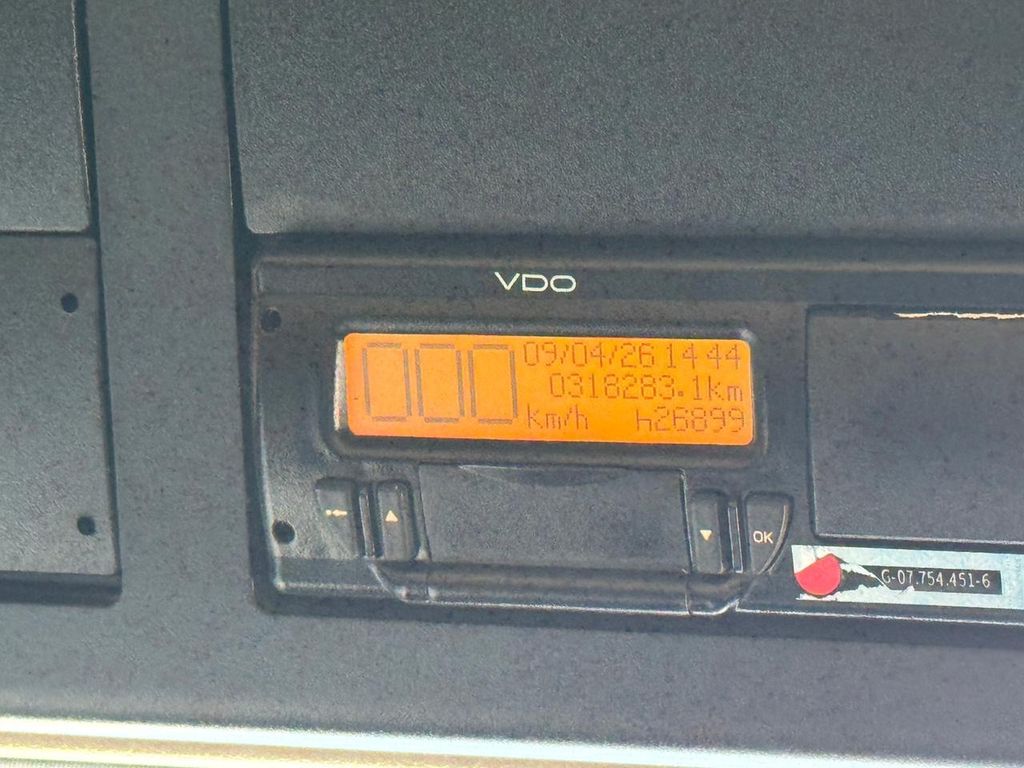 VDO
000 09/04/26 14 44
0318283.1km
km/h h26899
OK
G-07.754.451-6